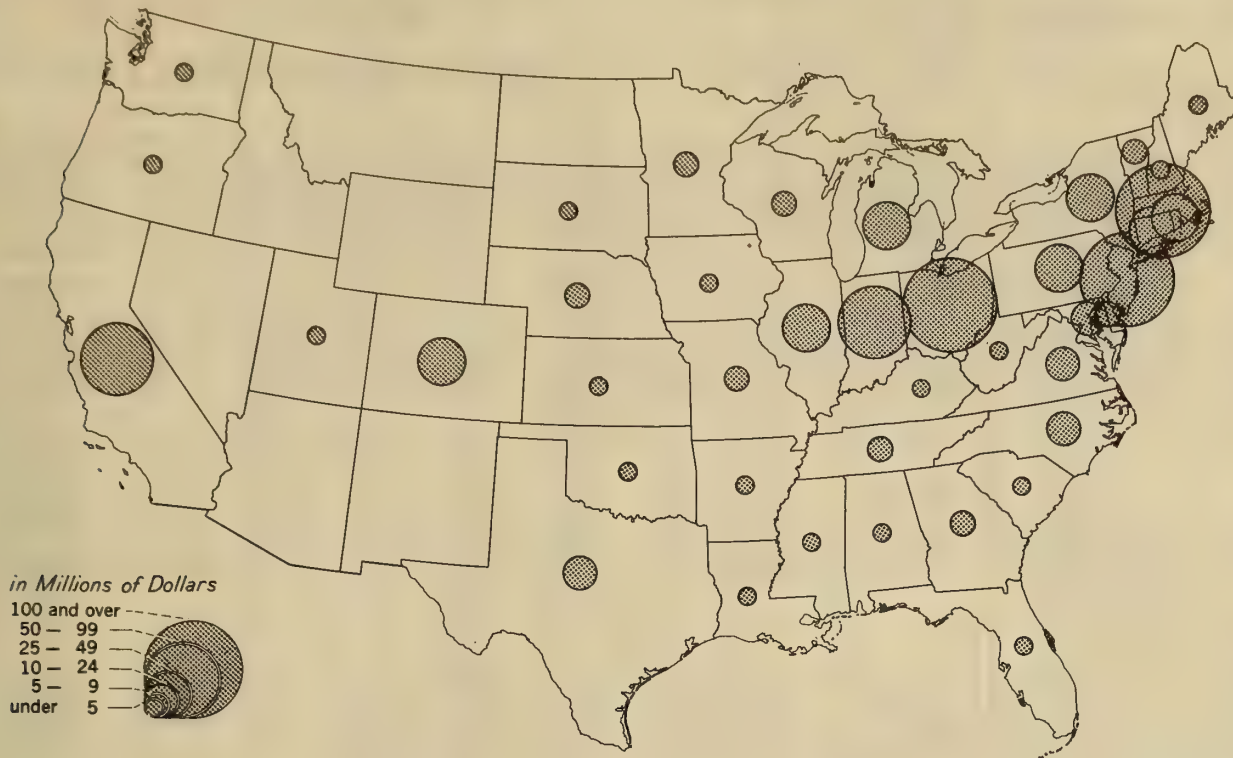 in Millions of Dollars
100 and over
50 – 99
25 – 49
10 – 24
5 – 9
under 5